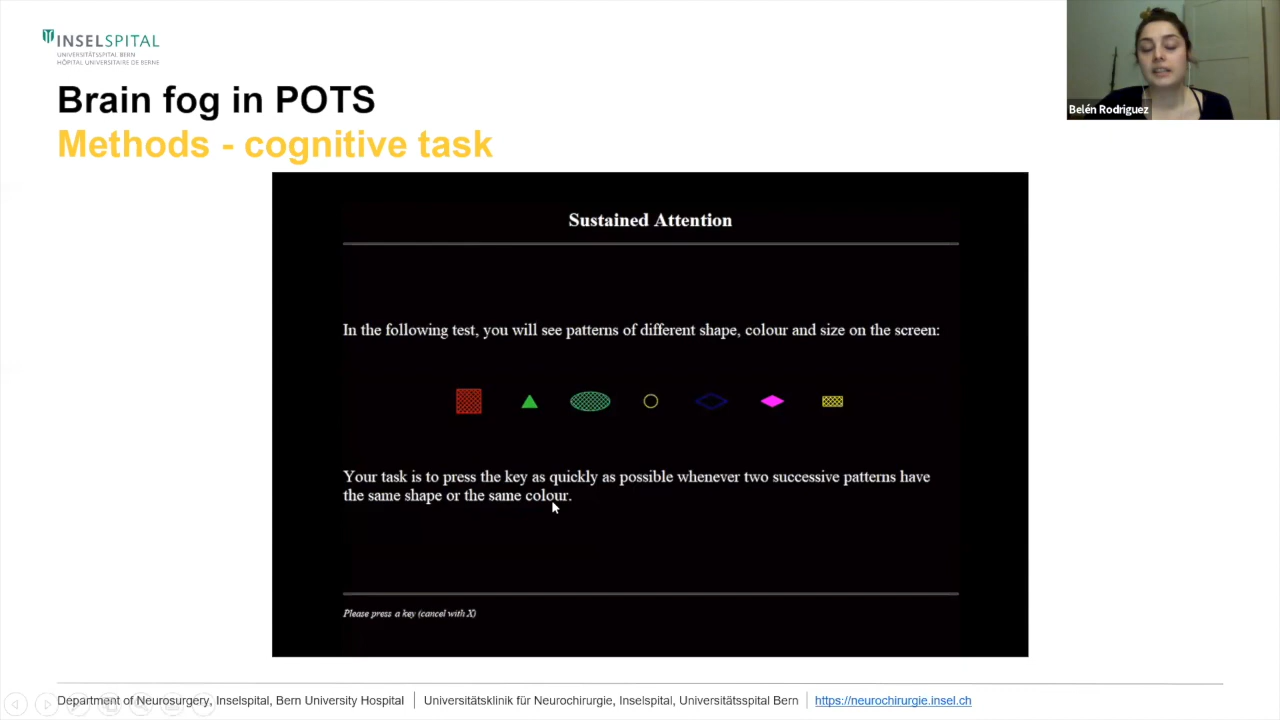 INSELSPITAL
UNIVERSITÄTSSPITAL BERN
HÔPITAL UNIVERSITAIRE DE BERNE
Belén Rodriguez
Brain fog in POTS
Methods - cognitive task
Sustained Attention
In the following test, you will see patterns of different shape, colour and size on the screen:
Your task is to press the key as quickly as possible whenever two successive patterns have
the same shape or the same colour.
Please press a key (cancel with X)
Department of Neurosurgery, Inselspital, Bern University Hospital | Universitätsklinik für Neurochirurgie, Inselspital, Universitätsspital Bern | https://neurochirurgie.insel.ch